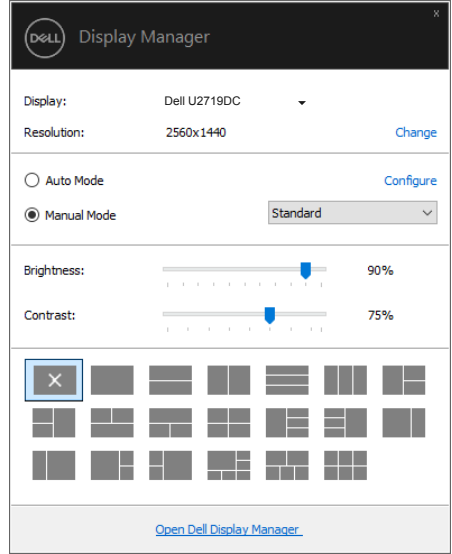 x
DELL Display Manager
Display: Dell U2719DC
Resolution: 2560x1440 Change
Auto Mode Configure
Manual Mode Standard
Brightness: 90%
Contrast: 75%
Open Dell Display Manager